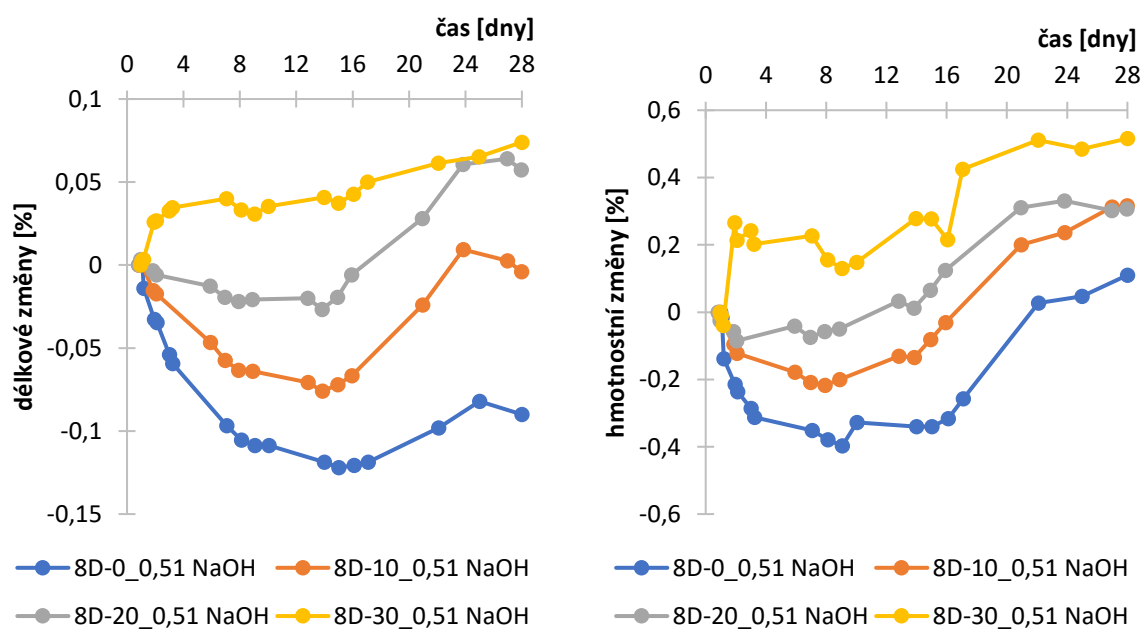 čas [dny]
0 4 8 12 16 20 24 28
0,1
0,05
0
-0,05
-0,1
-0,15
délkové změny [%]
8D-0_0,51 NaOH 8D-10_0,51 NaOH
8D-20_0,51 NaOH 8D-30_0,51 NaOH
čas [dny]
0 4 8 12 16 20 24 28
0,6
0,4
0,2
0
-0,2
-0,4
-0,6
hmotnostní změny [%]
8D-0_0,51 NaOH 8D-10_0,51 NaOH
8D-20_0,51 NaOH 8D-30_0,51 NaOH